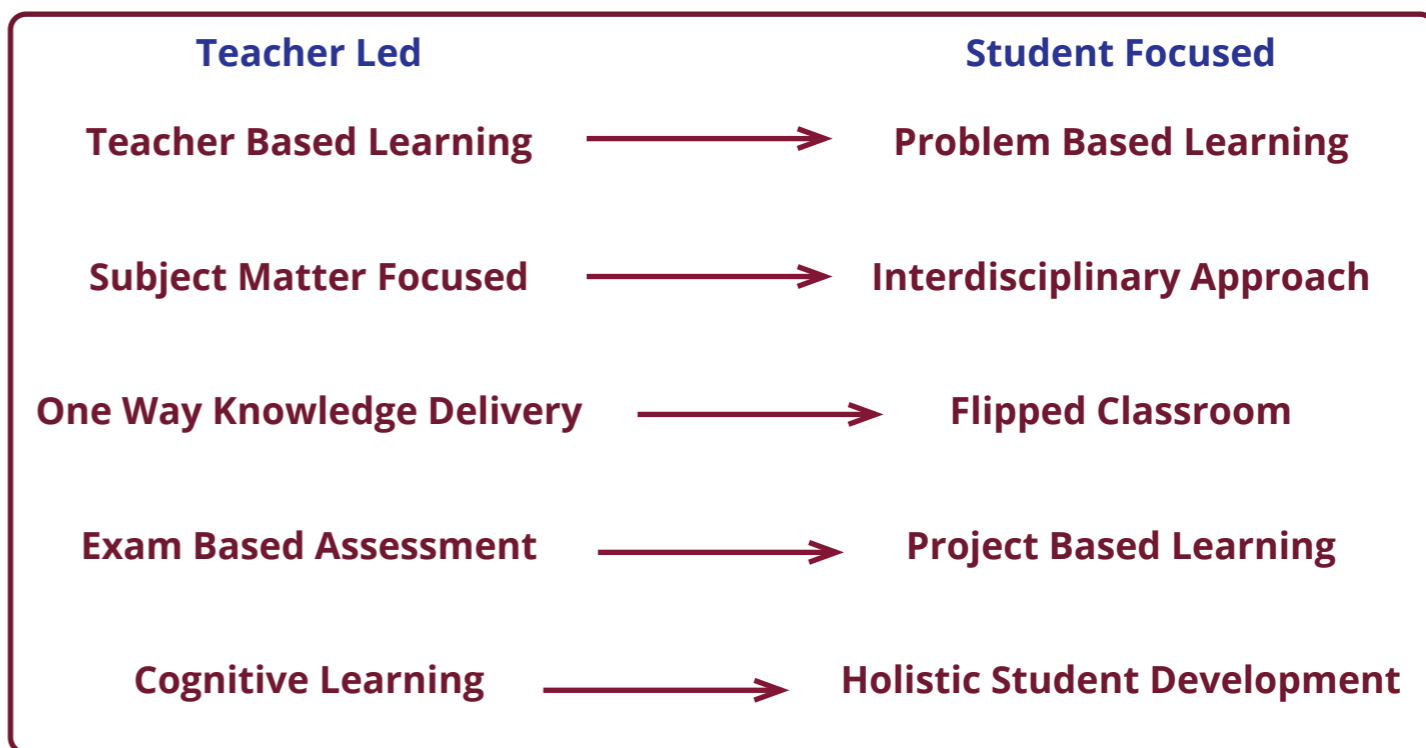 Teacher Led
Student Focused
Teacher Based Learning
Problem Based Learning
Subject Matter Focused
Interdisciplinary Approach
One Way Knowledge Delivery
Flipped Classroom
Exam Based Assessment
Project Based Learning
Cognitive Learning
Holistic Student Development